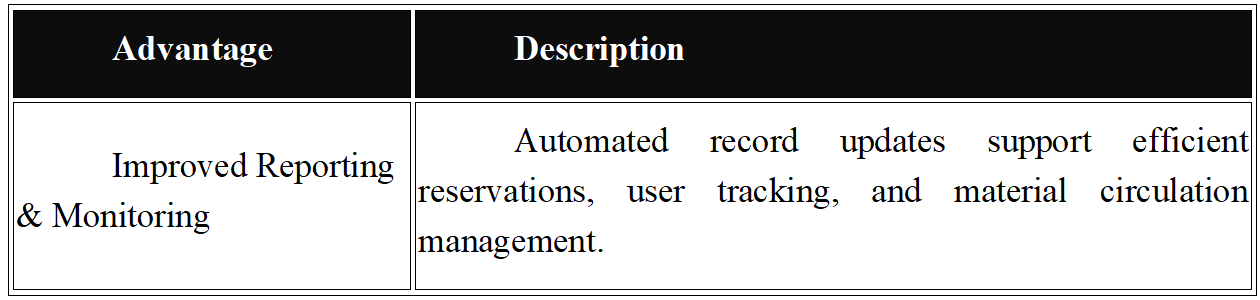 Advantage
Description
Improved Reporting
& Monitoring
Automated record updates support efficient
reservations, user tracking, and material circulation
management.